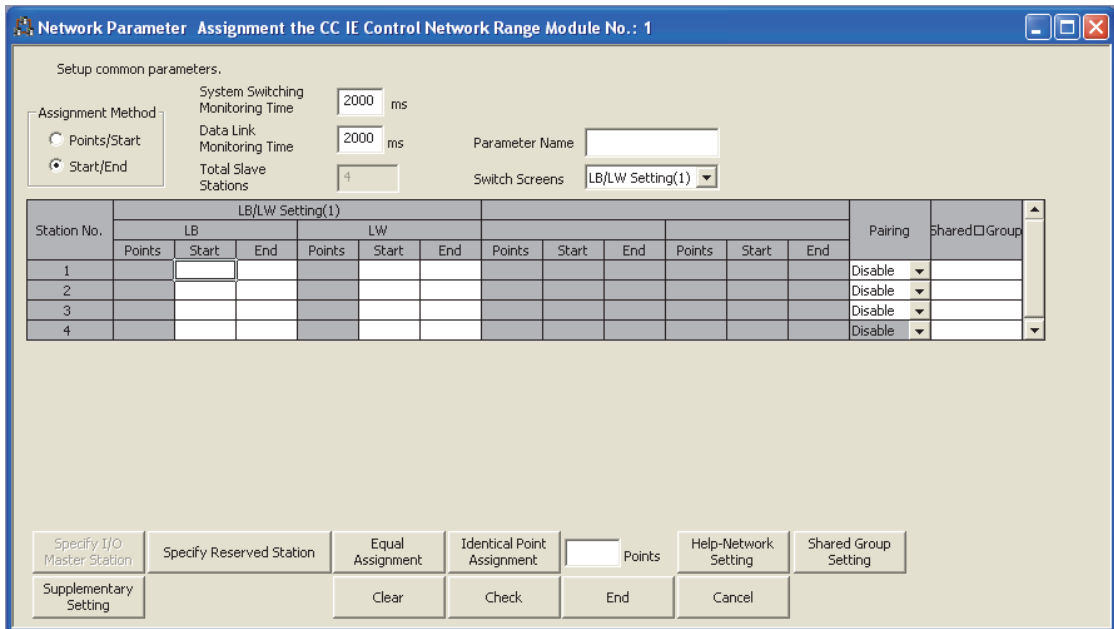 Network Parameter Assignment the CC IE Control Network Range Module No.: 1
Setup common parameters.
Assignment Method
Points/Start
Start/End
System Switching
Monitoring Time
2000 ms
Data Link
Monitoring Time
2000 ms
Total Slave
Stations
4
Parameter Name
Switch Screens LB/LW Setting(1)
Station No. LB/LW Setting(1) Pairing Shared□Group
LB LW
Points Start End Points Start End Points Start End Points Start End
1 Disable
2 Disable
3 Disable
4 Disable
Specify I/O
Master Station
Specify Reserved Station
Equal
Assignment
Identical Point
Assignment
Points
Help-Network
Setting
Shared Group
Setting
Supplementary
Setting
Clear
Check
End
Cancel